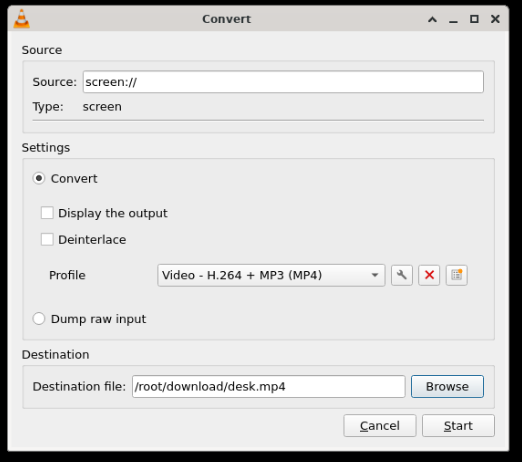 Convert
Source
Source: screen://
Type: screen
Settings
Convert
Display the output
Deinterlace
Profile Video - H.264 + MP3 (MP4)
Dump raw input
Destination
Destination file: /root/download/desk.mp4 Browse
Cancel Start